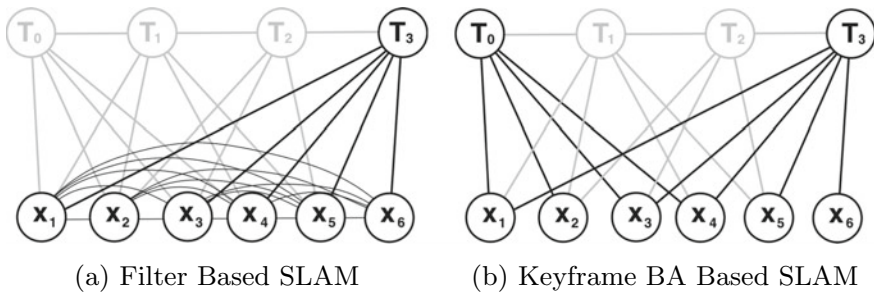 T₀ T₁ T₂ T₃ T₀ T₁ T₂ T₃
x₁ x₂ x₃ x₄ x₅ x₆ x₁ x₂ x₃ x₄ x₅ x₆
(a) Filter Based SLAM (b) Keyframe BA Based SLAM